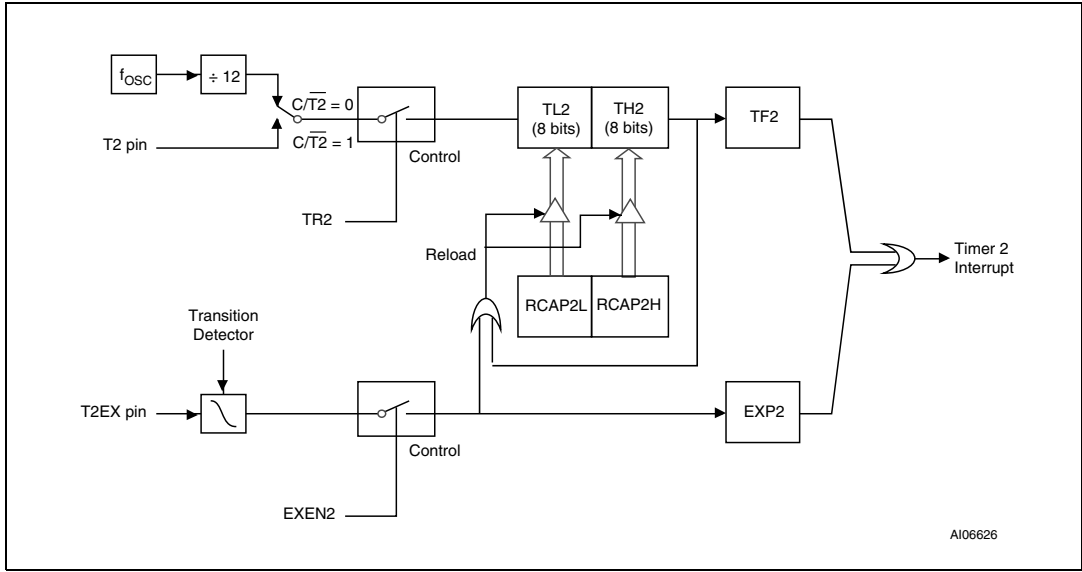 fOSC
÷ 12
C/T2̅ = 0
T2 pin
C/T2̅ = 1
Control
TR2
TL2
(8 bits)
TH2
(8 bits)
TF2
Reload
RCAP2L
RCAP2H
Timer 2
Interrupt
Transition
Detector
T2EX pin
Control
EXP2
EXEN2
AI06626